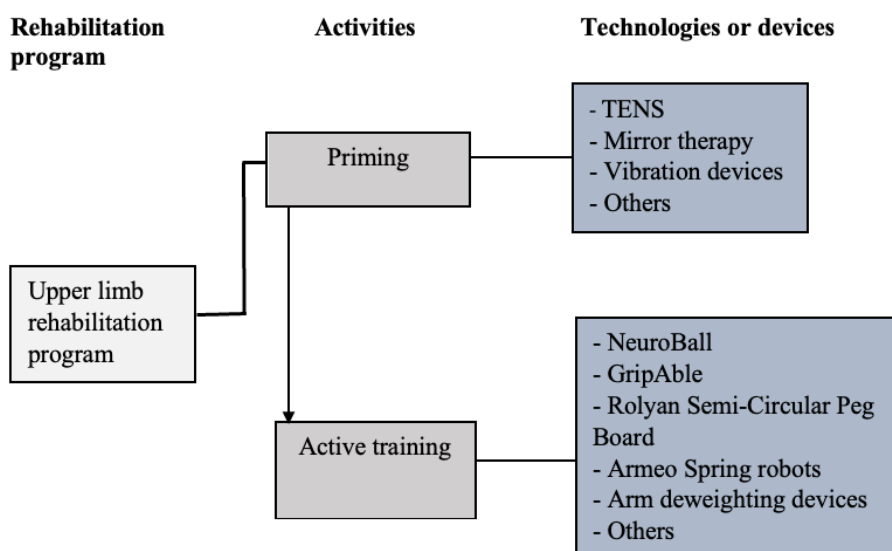 Rehabilitation
program
Activities
Technologies or devices
Upper limb
rehabilitation
program
Priming
- TENS
- Mirror therapy
- Vibration devices
- Others
Active training
- NeuroBall
- GripAble
- Rolyan Semi-Circular Peg
Board
- Armeo Spring robots
- Arm deweighting devices
- Others